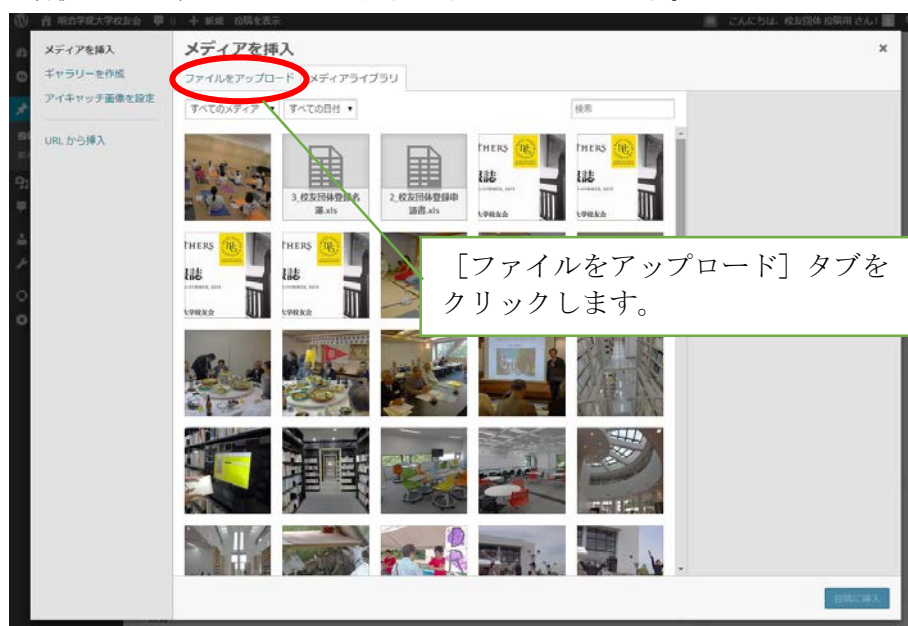 明治学院大学校友会 0 新規 投稿を表示
こんにちは、校友団体 投稿用 さん！
メディアを挿入
ギャラリーを作成
アイキャッチ画像を設定
URL から挿入
メディアを挿入
×
ファイルをアップロード メディアライブラリ
すべてのメディア すべての日付 検索
3_校友団体登録名
簿.xls
2_校友団体登録申
請書.xls
［ファイルをアップロード］タブを
クリックします。
投稿に挿入